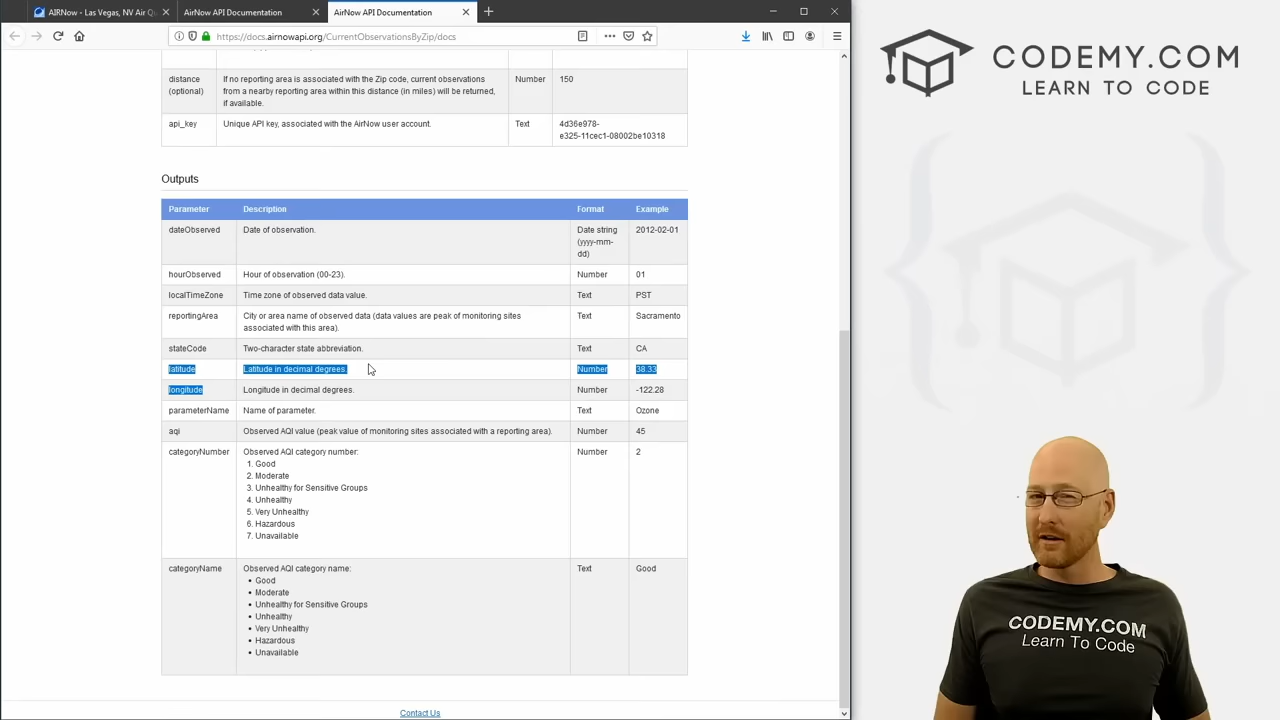 AIRNow - Las Vegas, NV Air Qu
AirNow API Documentation
AirNow API Documentation
https://docs.airnowapi.org/CurrentObservationsByZip/docs
distance
(optional)
If no reporting area is associated with the Zip code, current observations
from a nearby reporting area within this distance (in miles) will be returned,
if available.
Number
150
api_key
Unique API key, associated with the AirNow user account.
Text
4d36e978-
e325-11cec1-08002be10318
Outputs
Parameter Description Format Example
dateObserved Date of observation. Date string
(yyyy-mm-
dd)
2012-02-01
hourObserved Hour of observation (00-23). Number 01
localTimeZone Time zone of observed data value. Text PST
reportingArea City or area name of observed data (data values are peak of monitoring sites
associated with this area).
Text Sacramento
stateCode Two-character state abbreviation. Text CA
latitude Latitude in decimal degrees. Number 38.33
longitude Longitude in decimal degrees. Number -122.28
parameterName Name of parameter. Text Ozone
aqi Observed AQI value (peak value of monitoring sites associated with a reporting area). Number 45
categoryNumber Observed AQI category number: Number 2
1. Good
2. Moderate
3. Unhealthy for Sensitive Groups
4. Unhealthy
5. Very Unhealthy
6. Hazardous
7. Unavailable
categoryName Observed AQI category name: Text Good
• Good
• Moderate
• Unhealthy for Sensitive Groups
• Unhealthy
• Very Unhealthy
• Hazardous
• Unavailable
Contact Us
CODEMY.COM
LEARN TO CODE
CODEMY.COM
Learn To Code